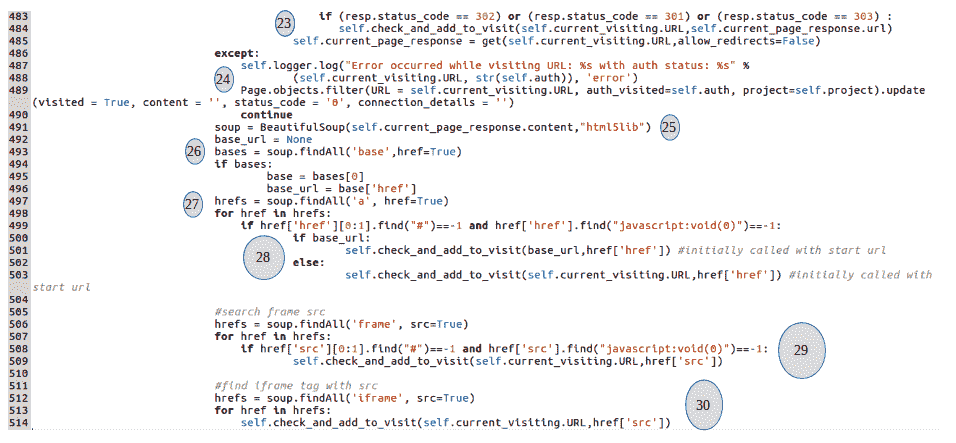 483 if (resp.status_code == 302) or (resp.status_code == 301) or (resp.status_code == 303) :
23
484 self.check_and_add_to_visit(self.current_visiting.URL,self.current_page_response.url)
485 self.current_page_response = get(self.current_visiting.URL,allow_redirects=False)
486 except:
487 self.logger.log("Error occurred while visiting URL: %s with auth status: %s" %
24
488 (self.current_visiting.URL, str(self.auth)), 'error')
489 Page.objects.filter(URL = self.current_visiting.URL, auth_visited=self.auth, project=self.project).update
(visited = True, content = '', status_code = '0', connection_details = '')
490 continue
491 soup = BeautifulSoup(self.current_page_response.content,"html5lib") 25
492 base_url = None
493 26 bases = soup.findAll('base',href=True)
494 if bases:
495 base = bases[0]
496 base_url = base['href']
497 27 hrefs = soup.findAll('a', href=True)
498 for href in hrefs:
499 if href['href'][0:1].find("#")==-1 and href['href'].find("javascript:void(0)")==-1:
500 if base_url:
501 self.check_and_add_to_visit(base_url,href['href']) #initially called with start url
28
502 else:
503 self.check_and_add_to_visit(self.current_visiting.URL,href['href']) #initially called with
start url
504
505 #search frame src
506 hrefs = soup.findAll('frame', src=True)
507 for href in hrefs:
508 if href['src'][0:1].find("#")==-1 and href['src'].find("javascript:void(0)")==-1: 29
509 self.check_and_add_to_visit(self.current_visiting.URL,href['src'])
510
511 #find iframe tag with src
512 hrefs = soup.findAll('iframe', src=True)
30
513 for href in hrefs:
514 self.check_and_add_to_visit(self.current_visiting.URL,href['src'])